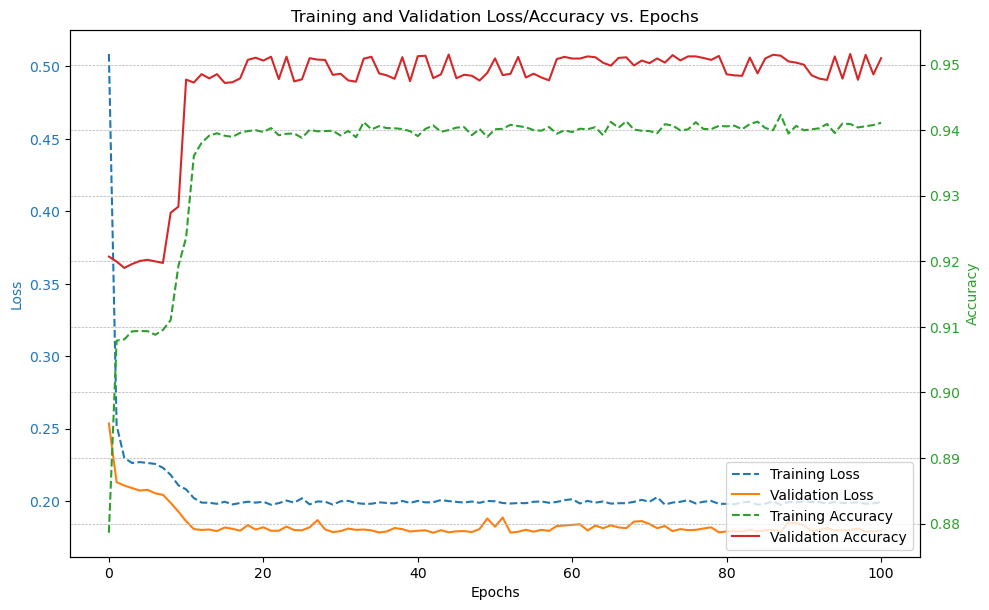 Training and Validation Loss/Accuracy vs. Epochs
0.50
0.45
0.40
0.35
0.30
0.25
0.20
Loss
0.95
0.94
0.93
0.92
0.91
0.90
0.89
0.88
Accuracy
Training Loss
Validation Loss
Training Accuracy
Validation Accuracy
0 20 40 60 80 100
Epochs